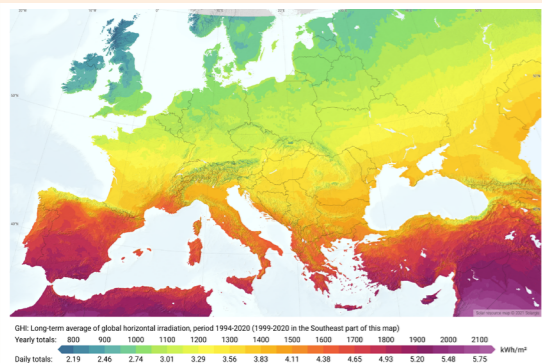 GHI: Long-term average of global horizontal irradiation, period 1994-2020 (1999-2020 in the Southeast part of this map)
Yearly totals: 800 900 1000 1100 1200 1300 1400 1500 1600 1700 1800 1900 2000 2100 kWh/m²
Daily totals: 2.19 2.46 2.74 3.01 3.29 3.56 3.83 4.11 4.38 4.65 4.93 5.20 5.48 5.75